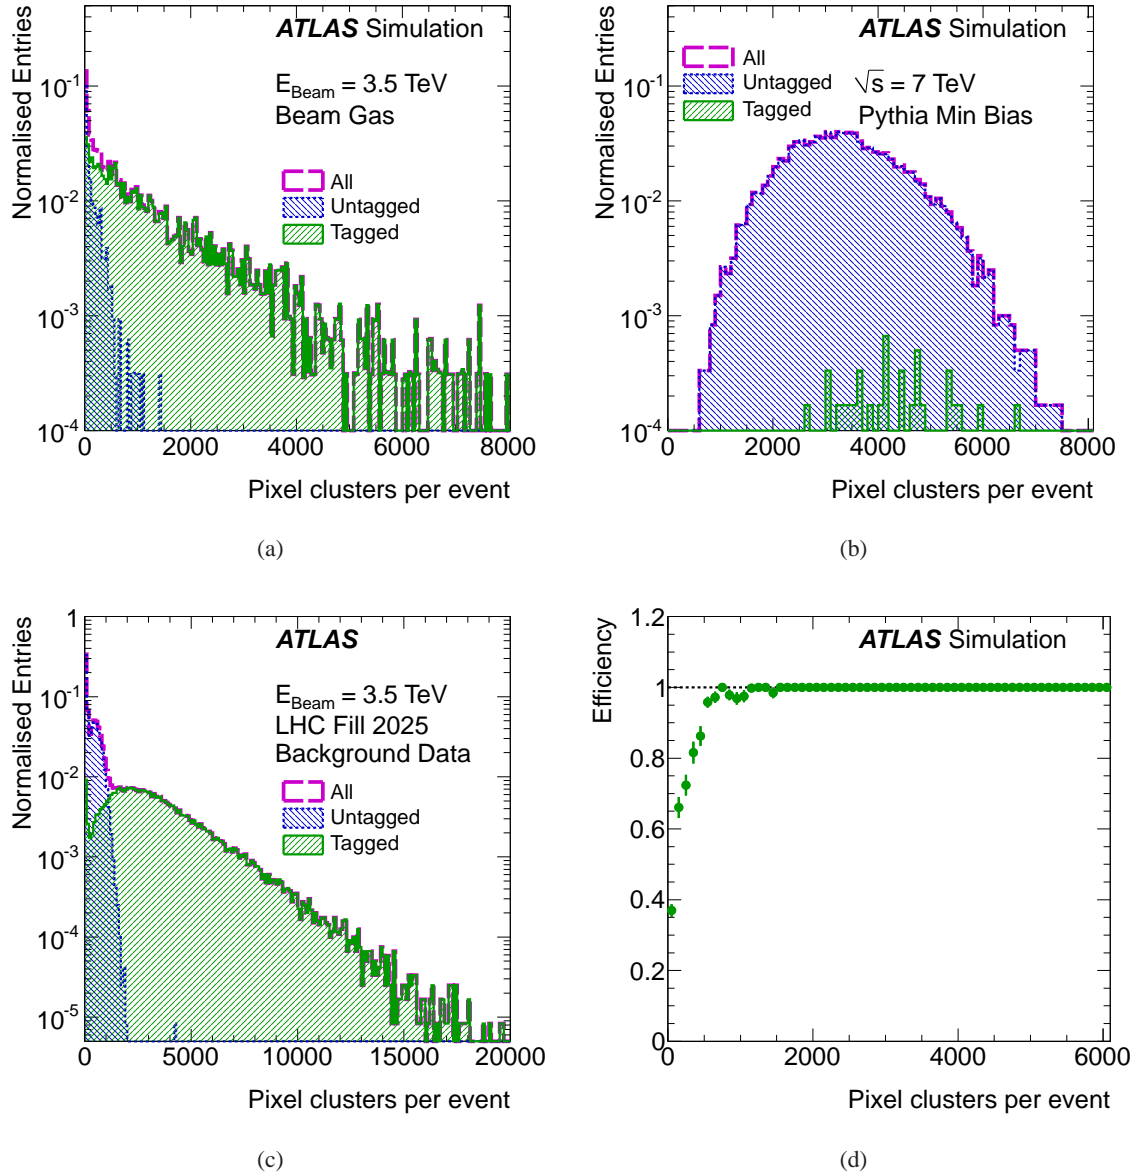 Normalised Entries
10⁻¹
10⁻²
10⁻³
10⁻⁴
ATLAS Simulation
E_Beam = 3.5 TeV
Beam Gas
All
Untagged
Tagged
0 2000 4000 6000 8000
Pixel clusters per event
(a)
Normalised Entries
10⁻¹
10⁻²
10⁻³
10⁻⁴
ATLAS Simulation
All
Untagged
Tagged
√s = 7 TeV
Pythia Min Bias
0 2000 4000 6000 8000
Pixel clusters per event
(b)
Normalised Entries
1
10⁻¹
10⁻²
10⁻³
10⁻⁴
10⁻⁵
ATLAS
E_Beam = 3.5 TeV
LHC Fill 2025
Background Data
All
Untagged
Tagged
0 5000 10000 15000 20000
Pixel clusters per event
(c)
Efficiency
1.2
1
0.8
0.6
0.4
0.2
0
ATLAS Simulation
0 2000 4000 6000
Pixel clusters per event
(d)